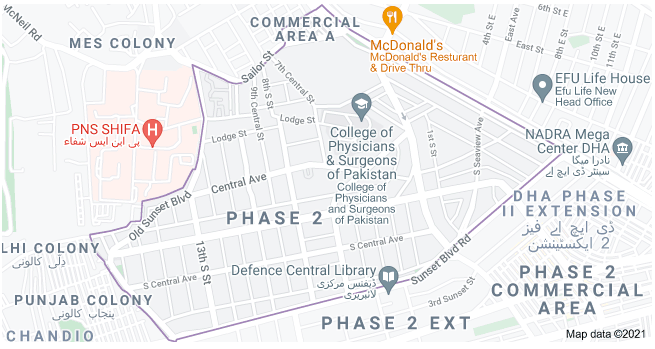 McNeil Rd
MES COLONY
COMMERCIAL
AREA A
McDonald's
McDonald's Resturant
& Drive Thru
4th E St
East Ave
6th E St
East St
8th E St
10th E St
11th E St
EFU Life House
Efu Life New
Head Office
Sailor St
7th Central St
8th S St
9th Central St
PNS SHIFA
پی این ایس شفاء
Lodge St
Lodge St
College of
Physicians
& Surgeons
of Pakistan
College of
Physicians
and Surgeons
of Pakistan
1st S St
S Seaview Ave
NADRA Mega
Center DHA
نادرا میگا
سینٹر ڈی ایچ اے
Central Ave
Old Sunset Blvd
PHASE 2
DHA PHASE
II EXTENSION
ڈی ایچ اے فیز
2 ایکسٹینشن
LHI COLONY
دلّی کالونی
13th S St
S Central Ave
S Central Ave
Defence Central Library
ڈیفنس مرکزی
لائبریری
Sunset Blvd Rd
3rd Sunset St
PUNJAB COLONY
پنجاب کالونی
CHANDIO
PHASE 2 EXT
PHASE 2
COMMERCIAL
AREA
Map data ©2021